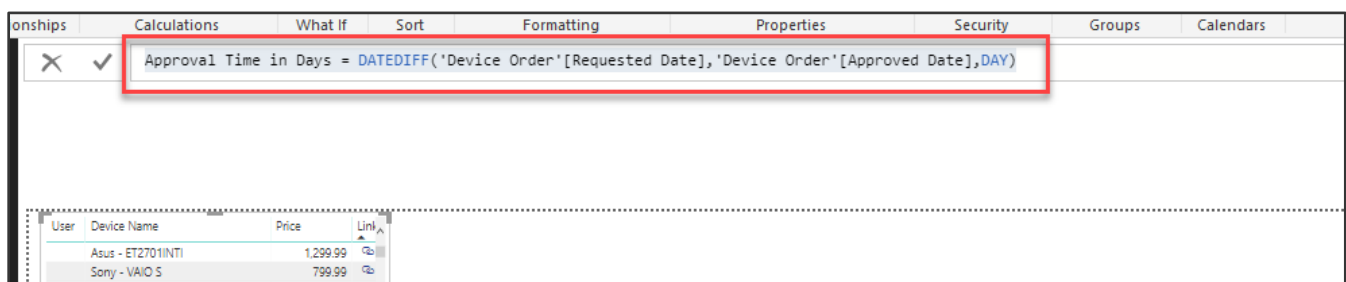 onships Calculations What If Sort Formatting Properties Security Groups Calendars
Approval Time in Days = DATEDIFF('Device Order'[Requested Date],'Device Order'[Approved Date],DAY)
User Device Name Price Link
Asus - ET2701INTI 1,299.99
Sony - VAIO S 799.99